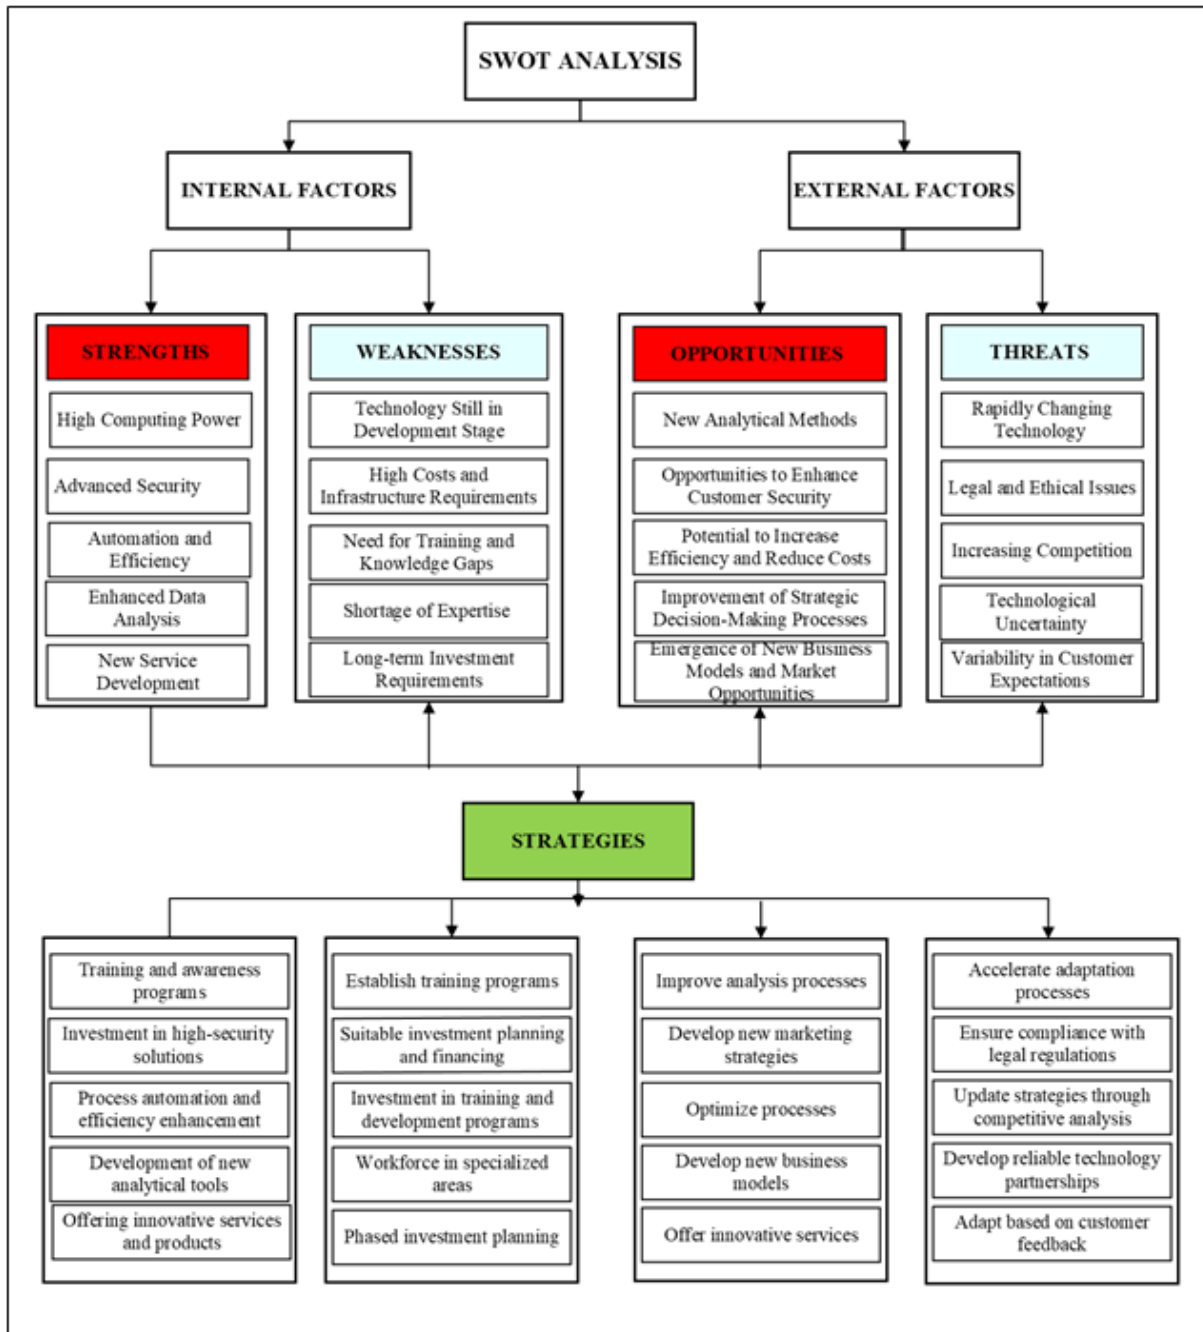 SWOT ANALYSIS
INTERNAL FACTORS
EXTERNAL FACTORS
STRENGTHS
High Computing Power
Advanced Security
Automation and
Efficiency
Enhanced Data
Analysis
New Service
Development
WEAKNESSES
Technology Still in
Development Stage
High Costs and
Infrastructure Requirements
Need for Training and
Knowledge Gaps
Shortage of Expertise
Long-term Investment
Requirements
OPPORTUNITIES
New Analytical Methods
Opportunities to Enhance
Customer Security
Potential to Increase
Efficiency and Reduce Costs
Improvement of Strategic
Decision-Making Processes
Emergence of New Business
Models and Market
Opportunities
THREATS
Rapidly Changing
Technology
Legal and Ethical Issues
Increasing Competition
Technological
Uncertainty
Variability in Customer
Expectations
STRATEGIES
Training and awareness
programs
Investment in high-security
solutions
Process automation and
efficiency enhancement
Development of new
analytical tools
Offering innovative services
and products
Establish training programs
Suitable investment planning
and financing
Investment in training and
development programs
Workforce in specialized
areas
Phased investment planning
Improve analysis processes
Develop new marketing
strategies
Optimize processes
Develop new business
models
Offer innovative services
Accelerate adaptation
processes
Ensure compliance with
legal regulations
Update strategies through
competitive analysis
Develop reliable technology
partnerships
Adapt based on customer
feedback